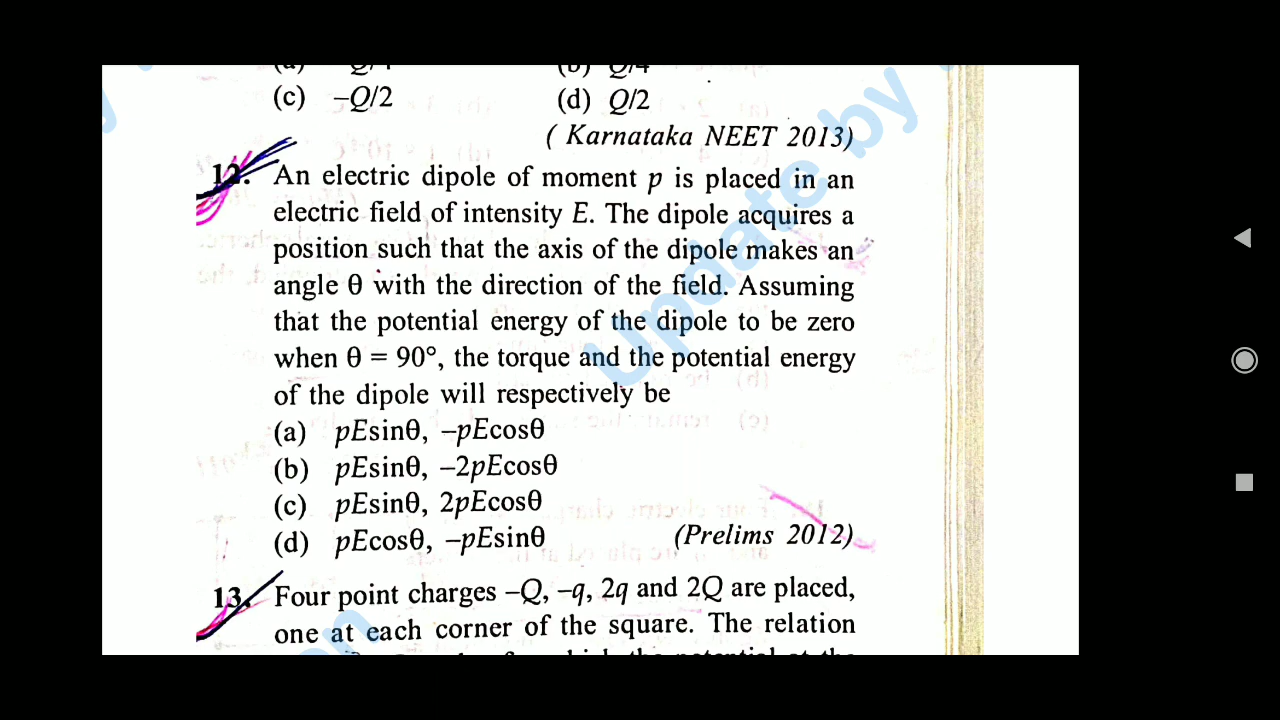 (c) –Q/2 (d) Q/2
( Karnataka NEET 2013)
12. An electric dipole of moment p is placed in an
electric field of intensity E. The dipole acquires a
position such that the axis of the dipole makes an
angle θ with the direction of the field. Assuming
that the potential energy of the dipole to be zero
when θ = 90°, the torque and the potential energy
of the dipole will respectively be
(a) pEsinθ, –pEcosθ
(b) pEsinθ, –2pEcosθ
(c) pEsinθ, 2pEcosθ
(d) pEcosθ, –pEsinθ (Prelims 2012)
13. Four point charges –Q, –q, 2q and 2Q are placed,
one at each corner of the square. The relation
Update by